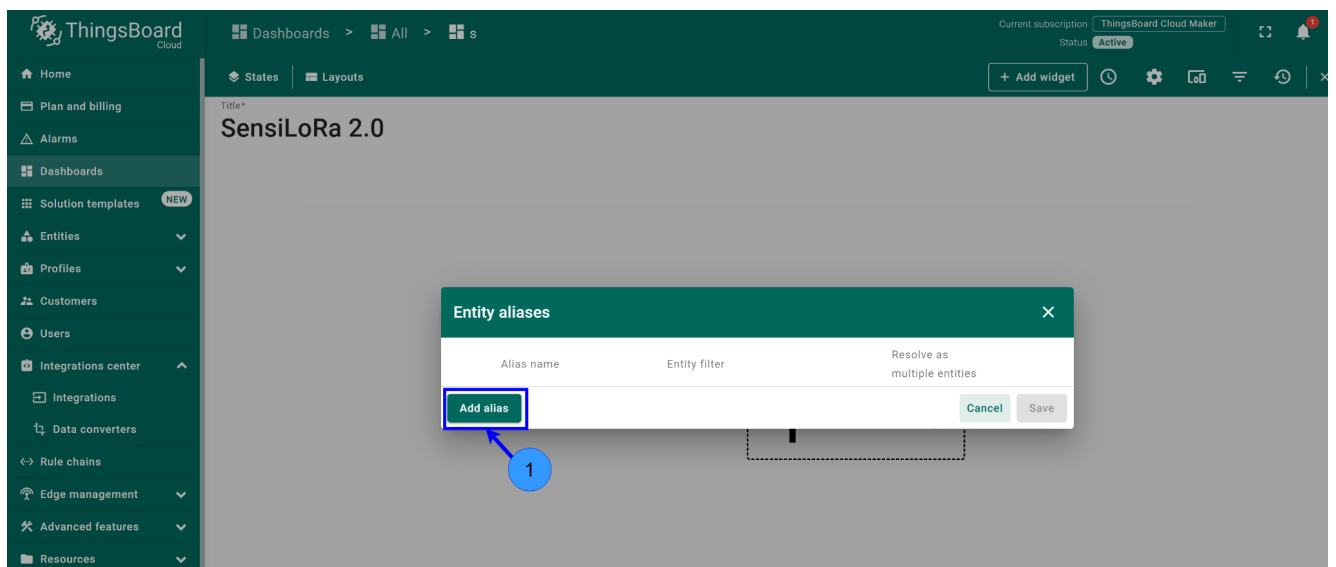 ThingsBoard
Cloud
Dashboards > All > s
Current subscription ThingsBoard Cloud Maker
Status Active
1
Home
Plan and billing
Alarms
Dashboards
Solution templates NEW
Entities
Profiles
Customers
Users
Integrations center
Integrations
Data converters
Rule chains
Edge management
Advanced features
Resources
States Layouts
+ Add widget
Title*
SensiLoRa 2.0
Entity aliases
Alias name Entity filter Resolve as
multiple entities
Add alias Cancel Save
1